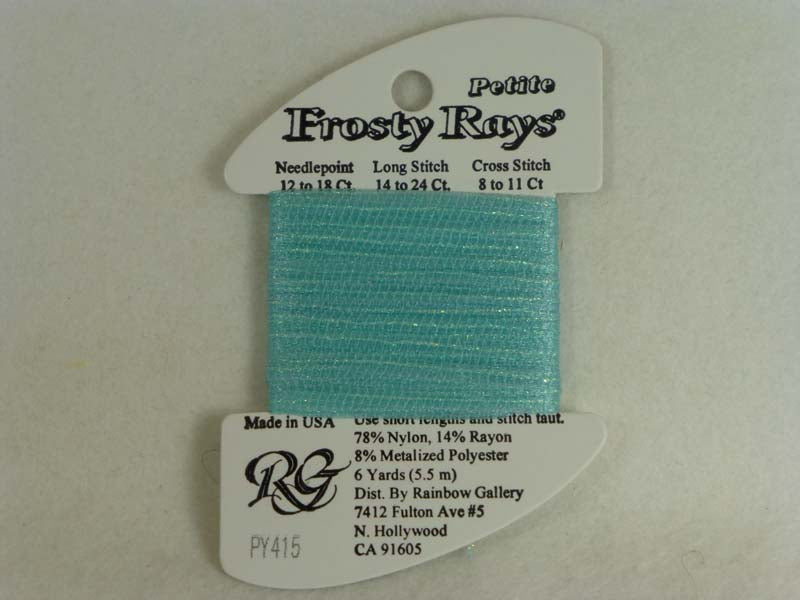 Petite
Frosty Rays®
Needlepoint Long Stitch Cross Stitch
12 to 18 Ct. 14 to 24 Ct. 8 to 11 Ct
Made in USA
Use short lengths and stitch taut.
78% Nylon, 14% Rayon
8% Metalized Polyester
6 Yards (5.5 m)
Dist. By Rainbow Gallery
7412 Fulton Ave #5
N. Hollywood
CA 91605
RG
PY415